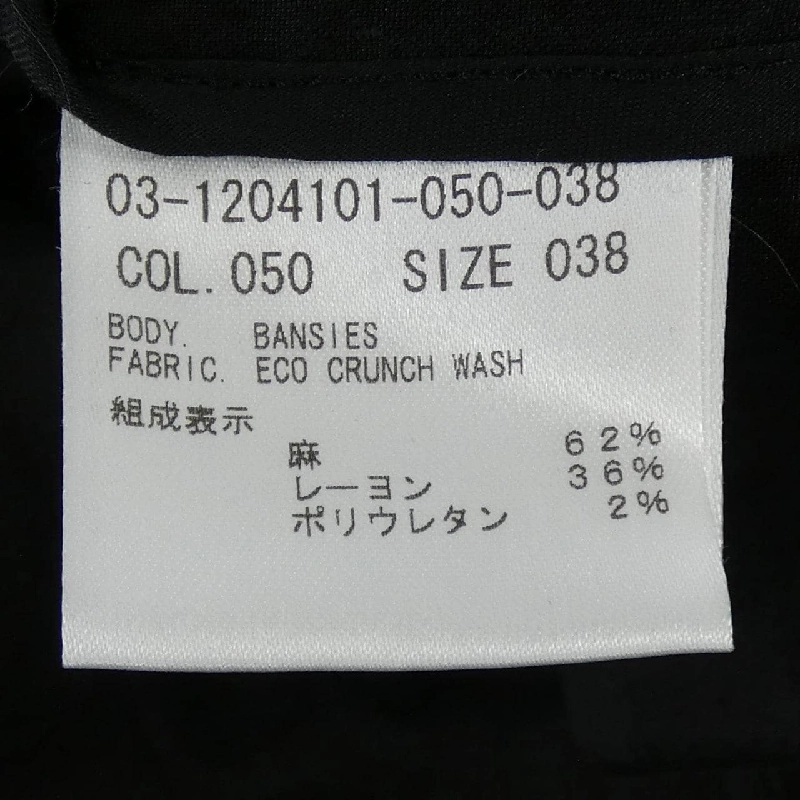 03-1204101-050-038
COL. 050 SIZE 038
BODY. BANSIES
FABRIC. ECO CRUNCH WASH
組成表示
麻 62%
レーヨン 36%
ポリウレタン 2%